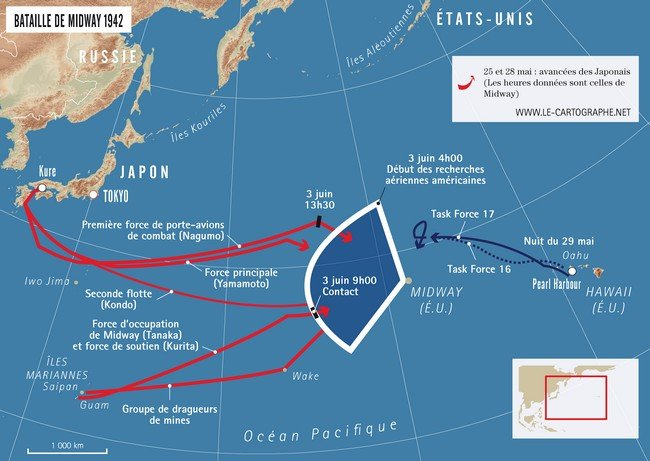 BATAILLE DE MIDWAY 1942
ÉTATS-UNIS
RUSSIE
Îles Aléoutiennes
25 et 28 mai : avancées des Japonais
(Les heures données sont celles de
Midway)
WWW.LE-CARTOGRAPHE.NET
Îles Kouriles
Kure
JAPON
TOKYO
3 juin 4h00
Début des recherches
aériennes américaines
3 juin
13h30
Task Force 17
Première force de porte-avions
de combat (Nagumo)
Nuit du 29 mai
Oahu
Task Force 16
Force principale
(Yamamoto)
Pearl Harbour
HAWAII
(É.U.)
Iwo Jima
3 juin 9h00
Contact
MIDWAY
(É.U.)
Seconde flotte
(Kondo)
Force d'occupation
de Midway (Tanaka)
et force de soutien (Kurita)
ÎLES
MARIANNES
Saipan
Guam
Wake
Groupe de dragueurs
de mines
Océan Pacifique
1 000 km